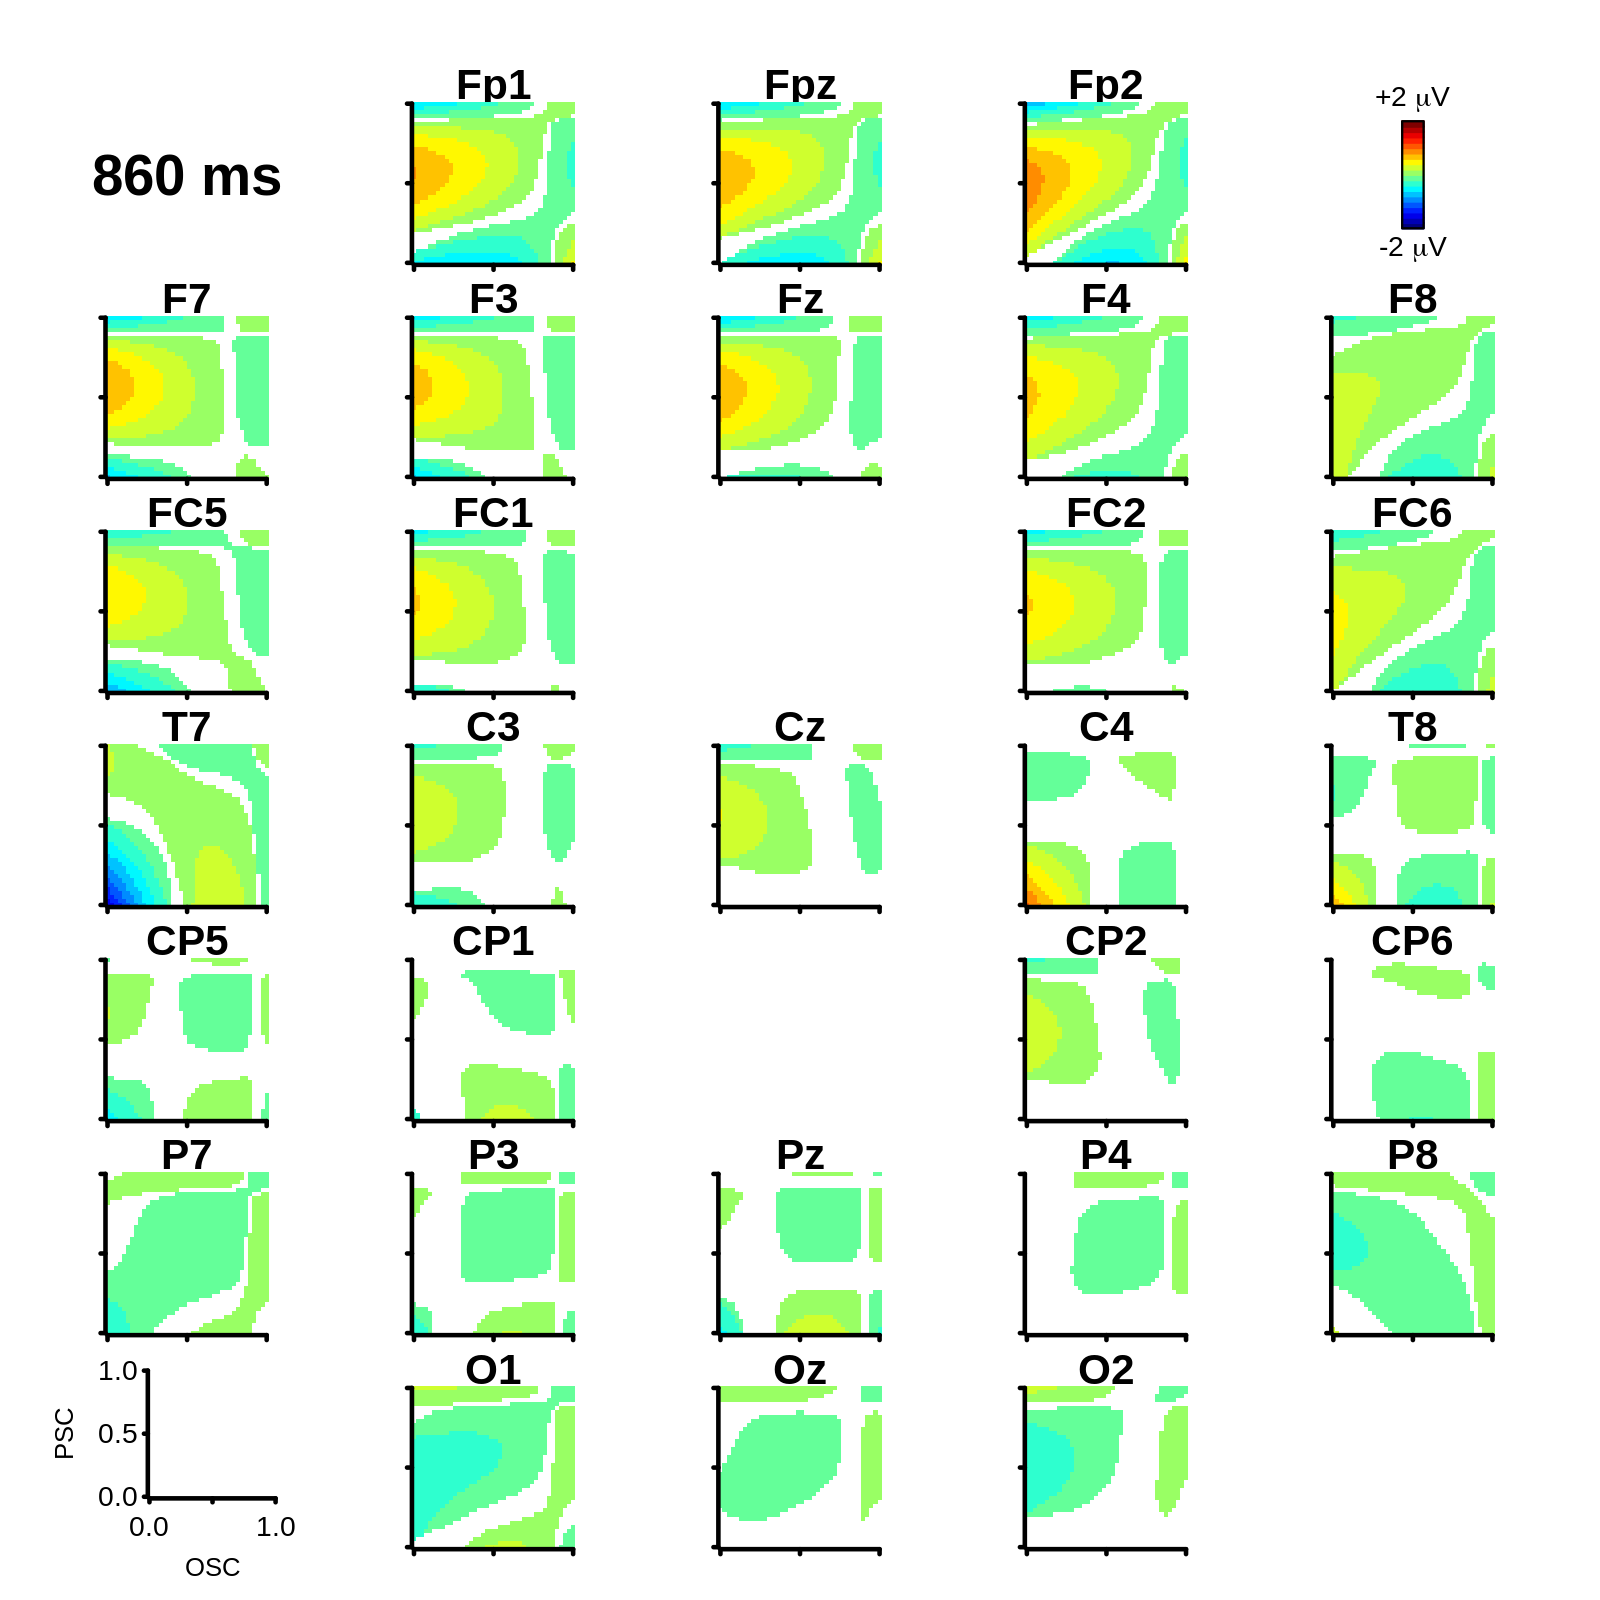 Fp1 Fpz Fp2
+2 μV
860 ms
-2 μV
F7 F3 Fz F4 F8
FC5 FC1 FC2 FC6
T7 C3 Cz C4 T8
CP5 CP1 CP2 CP6
P7 P3 Pz P4 P8
O1 Oz O2
1.0
0.5
0.0
PSC
0.0 1.0
OSC